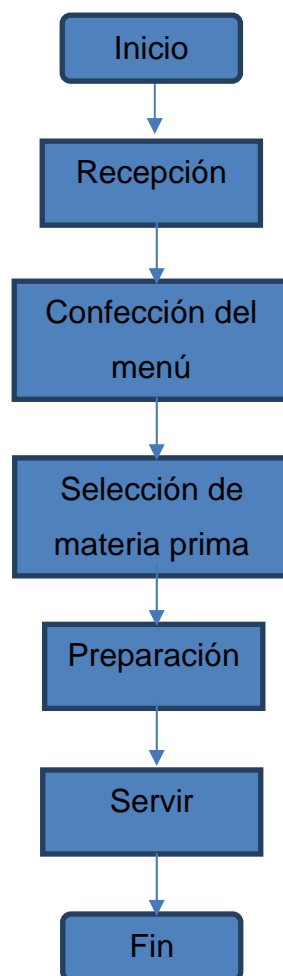 Inicio
Recepción
Confección del
menú
Selección de
materia prima
Preparación
Servir
Fin